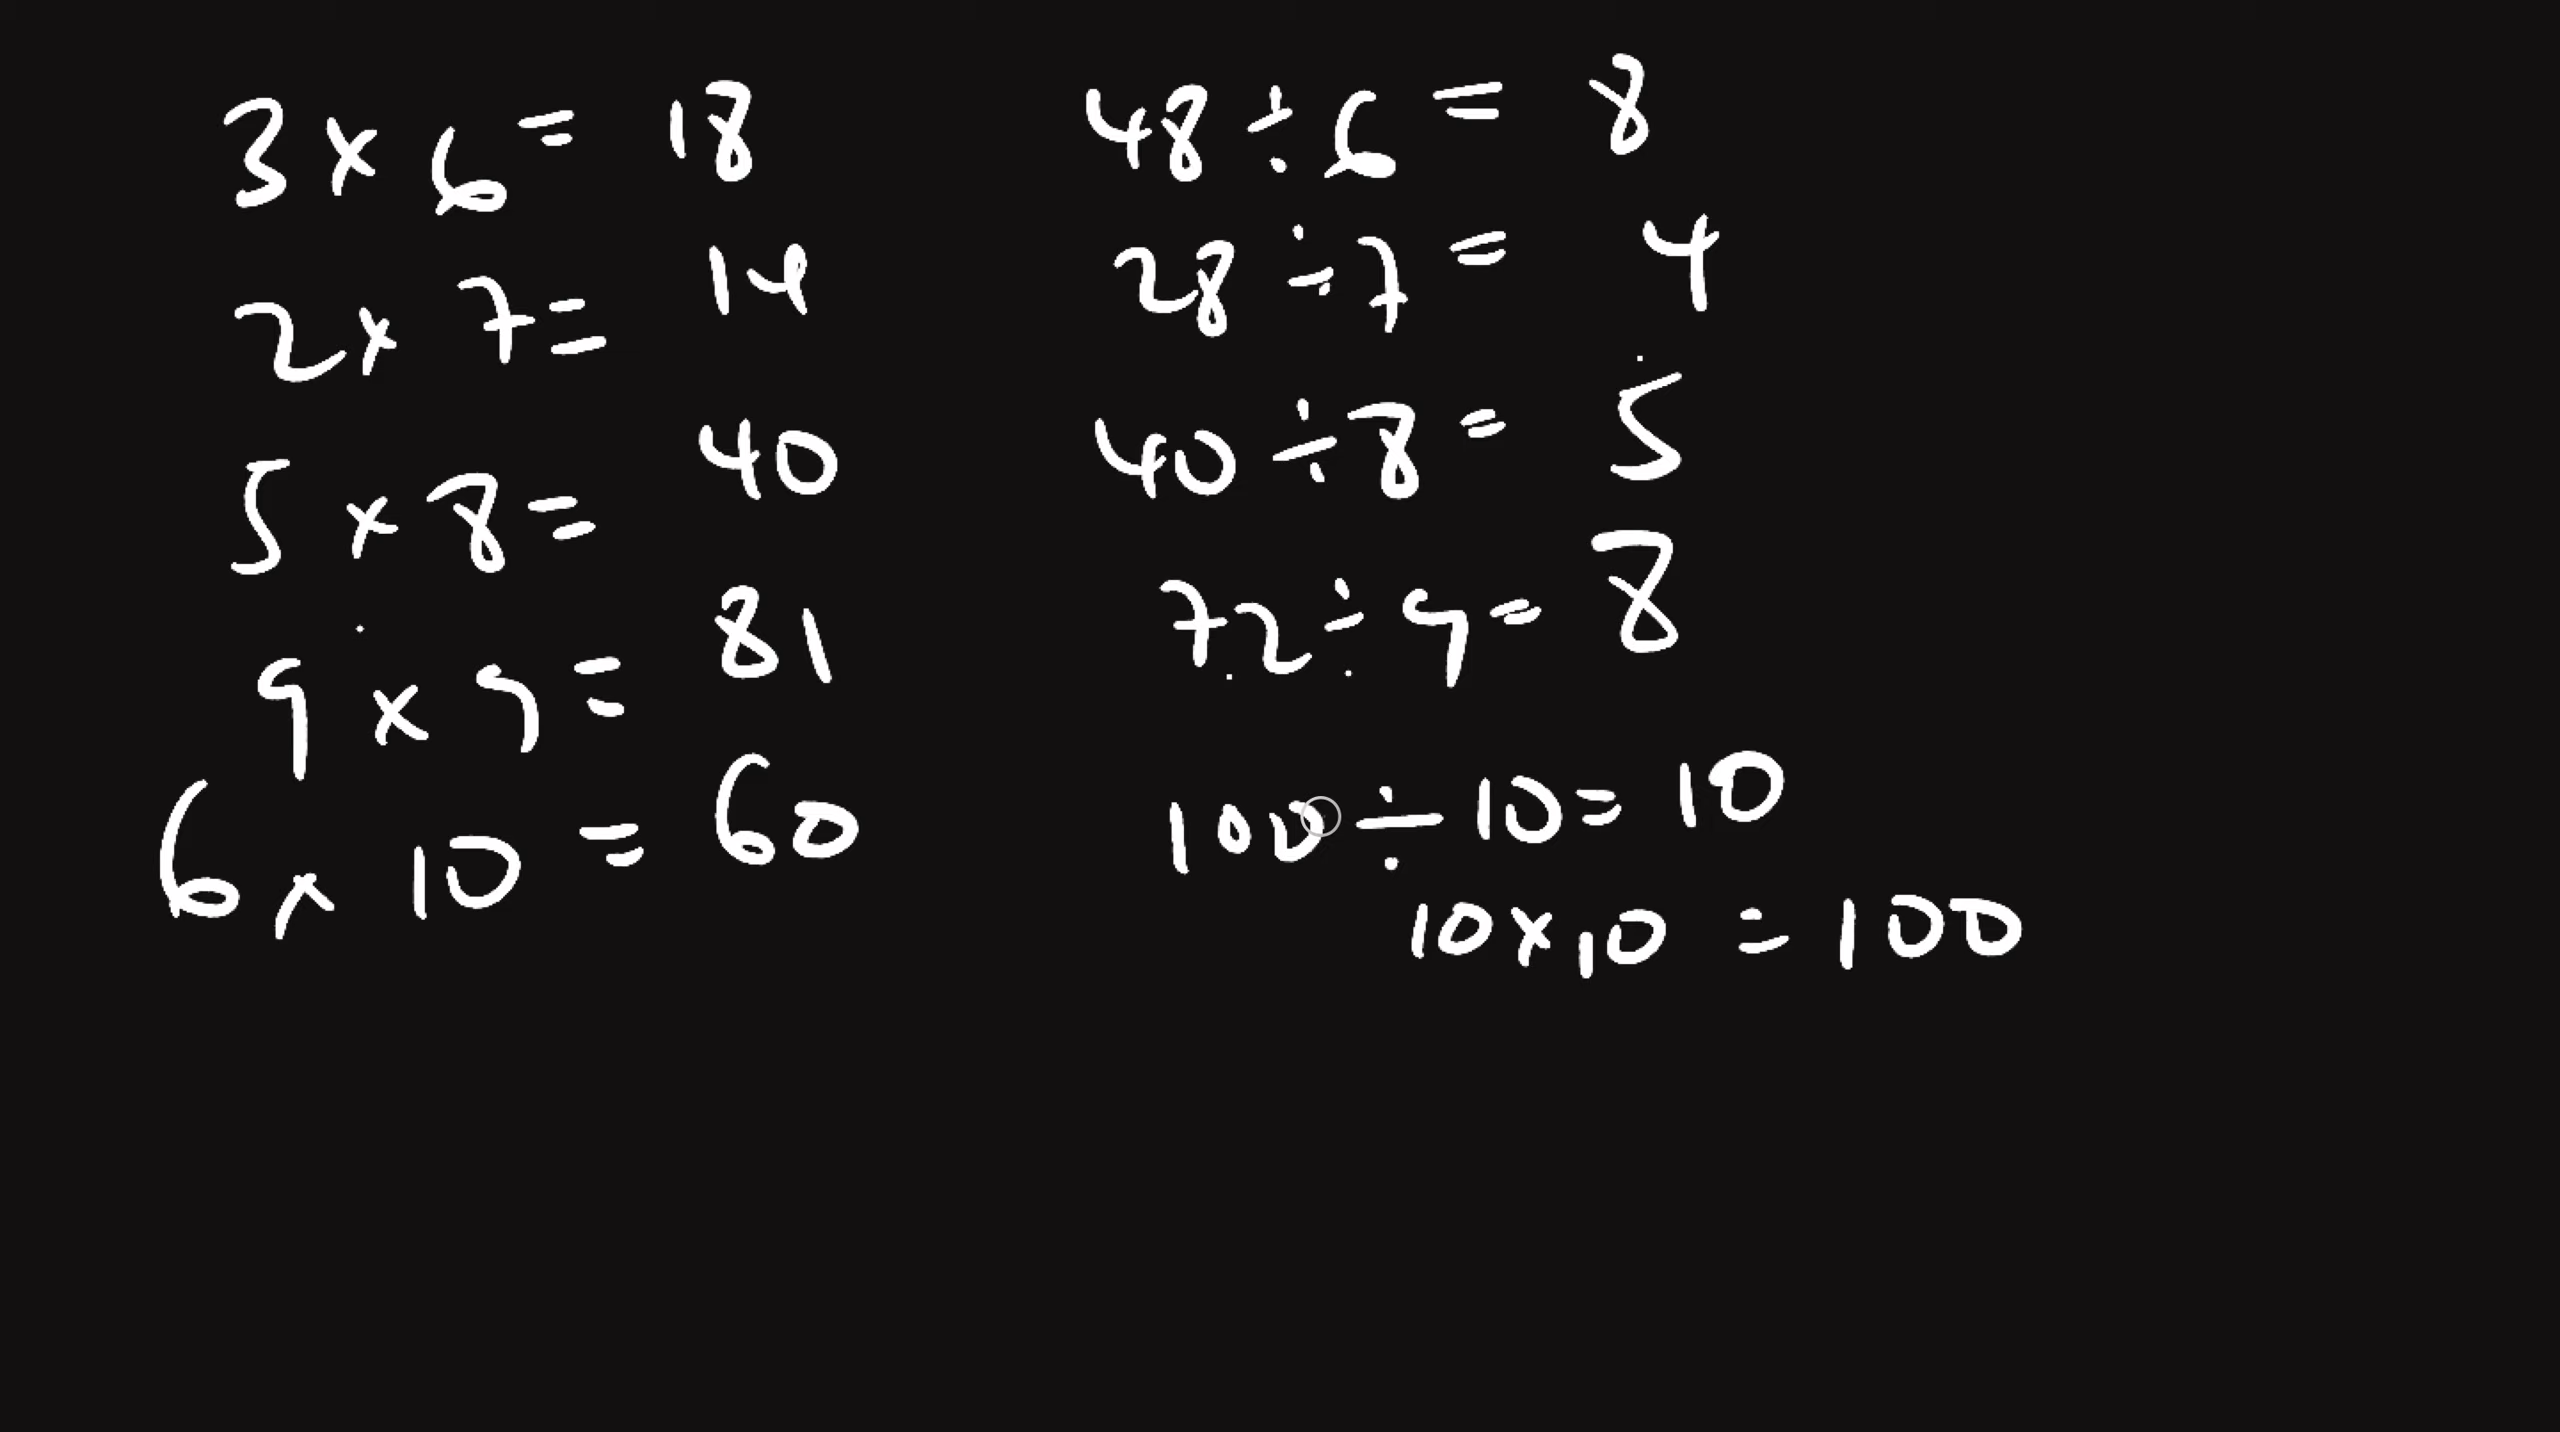 3 × 6 = 18
2 × 7 = 14
5 × 8 = 40
9 × 9 = 81
6 × 10 = 60
48 ÷ 6 = 8
28 ÷ 7 = 4
40 ÷ 8 = 5
72 ÷ 9 = 8
100 ÷ 10 = 10
10 × 10 = 100